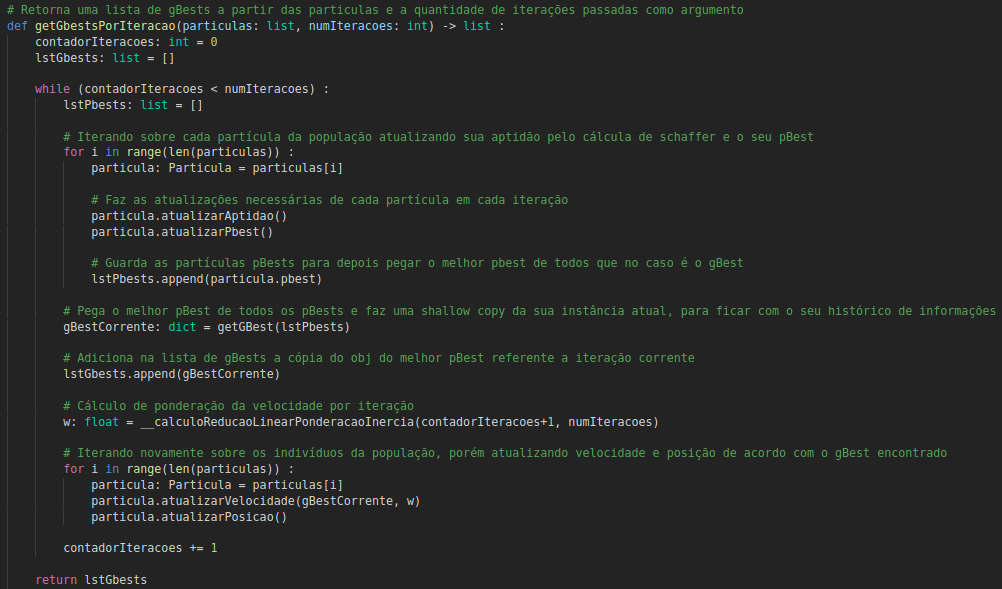 # Retorna uma lista de gBests a partir das particulas e a quantidade de iterações passadas como argumento
def getGbestsPorIteracao(particulas: list, numIteracoes: int) -> list :
contadorIteracoes: int = 0
lstGbests: list = []
while (contadorIteracoes < numIteracoes) :
lstPbests: list = []
# Iterando sobre cada partícula da população atualizando sua aptidão pelo cálcula de schaffer e o seu pBest
for i in range(len(particulas)) :
particula: Particula = particulas[i]
# Faz as atualizações necessárias de cada partícula em cada iteração
particula.atualizarAptidao()
particula.atualizarPbest()
# Guarda as partículas pBests para depois pegar o melhor pbest de todos que no caso é o gBest
lstPbests.append(particula.pbest)
# Pega o melhor pBest de todos os pBests e faz uma shallow copy da sua instância atual, para ficar com o seu histórico de informações
gBestCorrente: dict = getGBest(lstPbests)
# Adiciona na lista de gBests a cópia do obj do melhor pBest referente a iteração corrente
lstGbests.append(gBestCorrente)
# Cálculo de ponderação da velocidade por iteração
w: float = __calculoReducaoLinearPonderacaoInercia(contadorIteracoes+1, numIteracoes)
# Iterando novamente sobre os indivíduos da população, porém atualizando velocidade e posição de acordo com o gBest encontrado
for i in range(len(particulas)) :
particula: Particula = particulas[i]
particula.atualizarVelocidade(gBestCorrente, w)
particula.atualizarPosicao()
contadorIteracoes += 1
return lstGbests